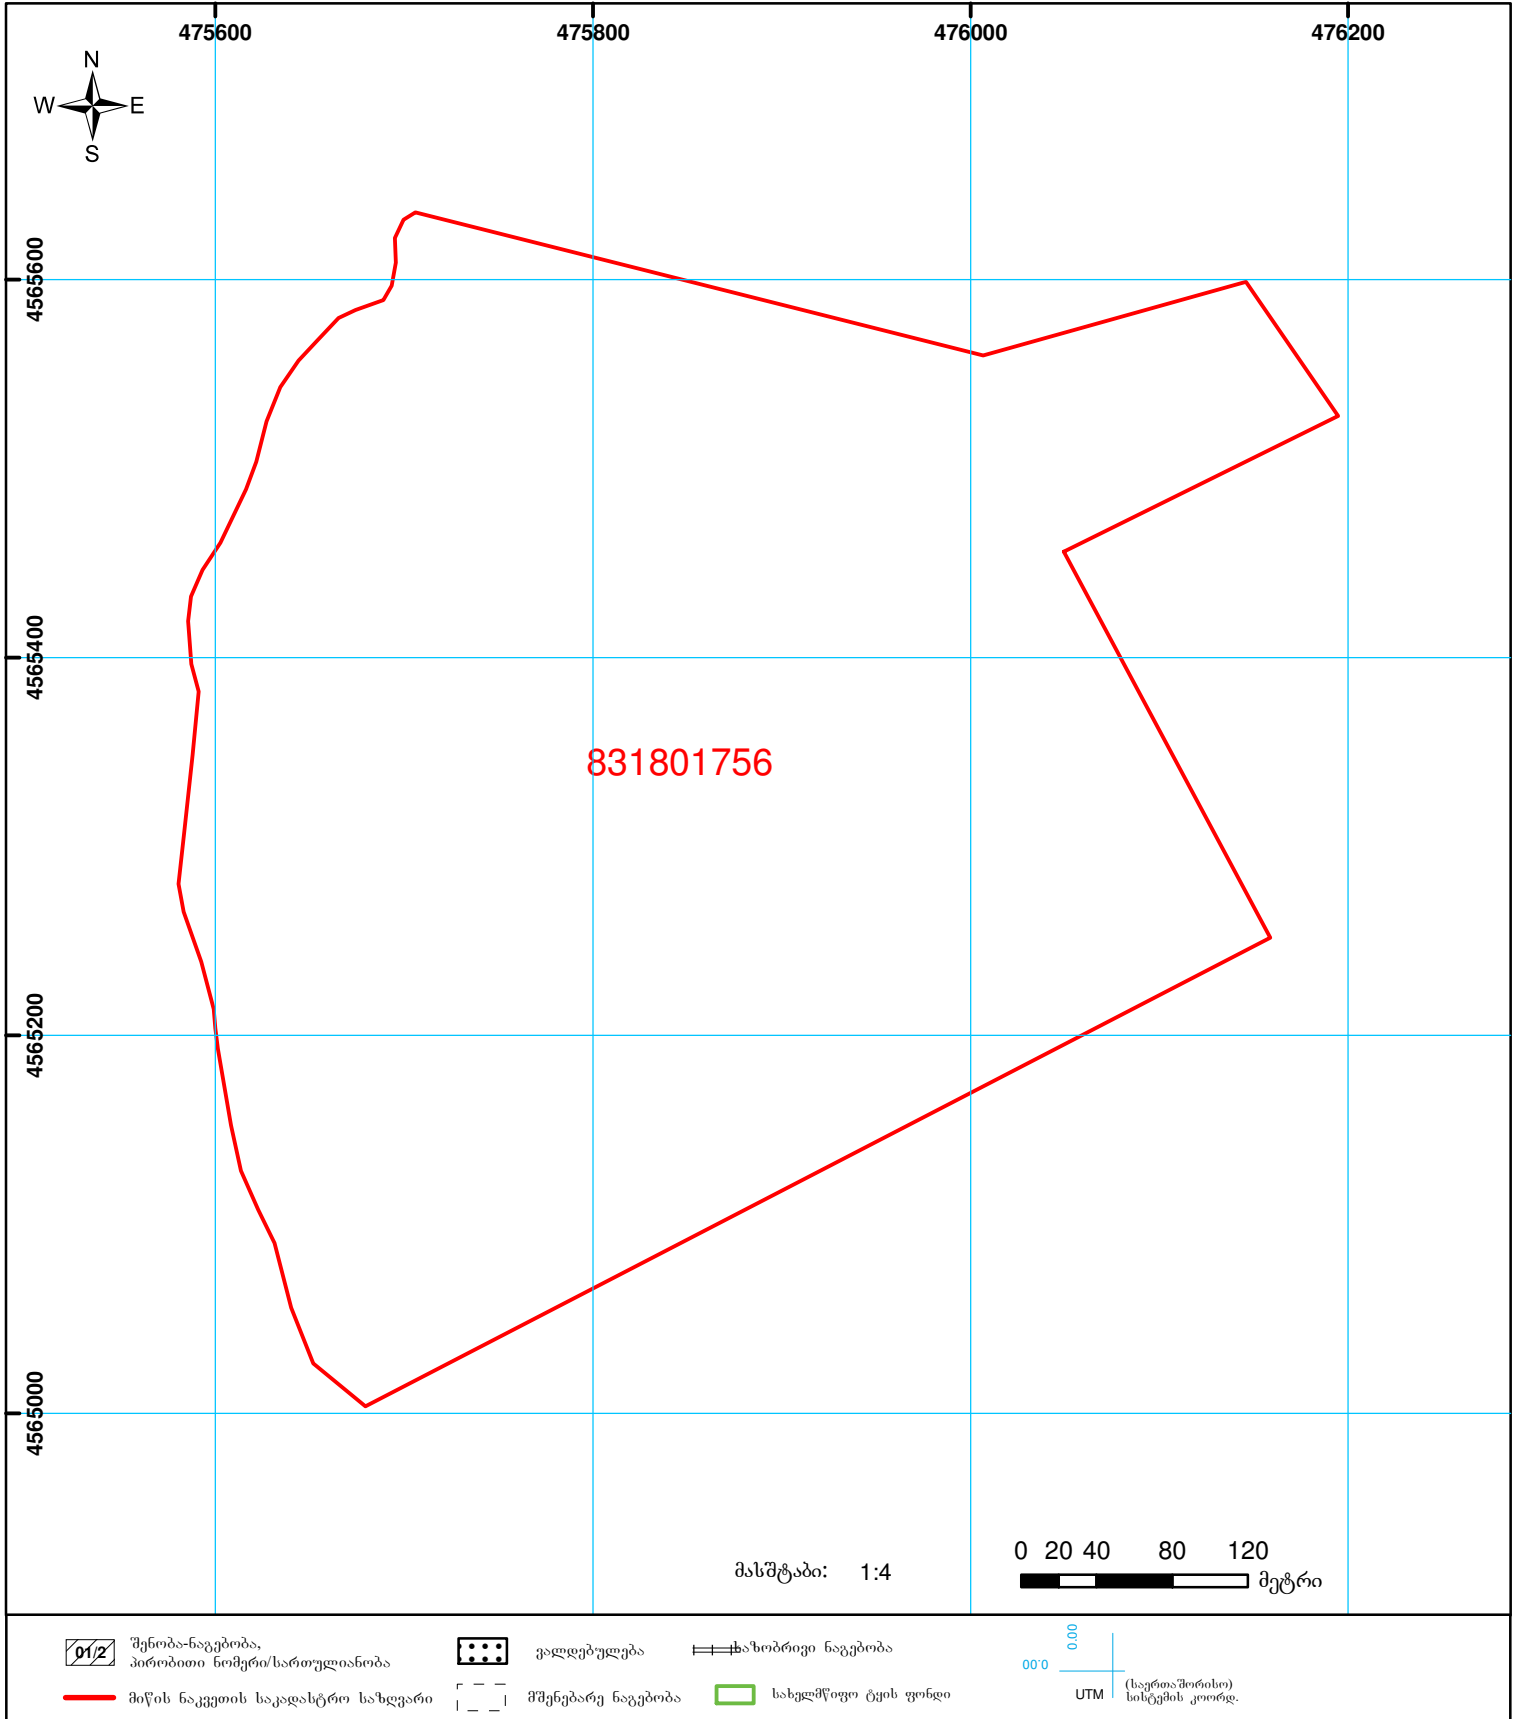 475600 475800 476000 476200
N
W E
S
4565600
4565400
831801756
4565200
4565000
მასშტაბი: 1:4
0 20 40 80 120
მეტრი
01/2 შენობა-ნაგებობა,
პირობითი ნომერი/სართულიანობა
ვალდებულება
საზობრივი ნაგებობა
0.00
00.0
UTM (საერთაშორისო)
სისტემის კოორდ.
მიწის ნაკვეთის საკადასტრო საზღვარი
მშენებარე ნაგებობა
სახელმწიფო ტყის ფონდი